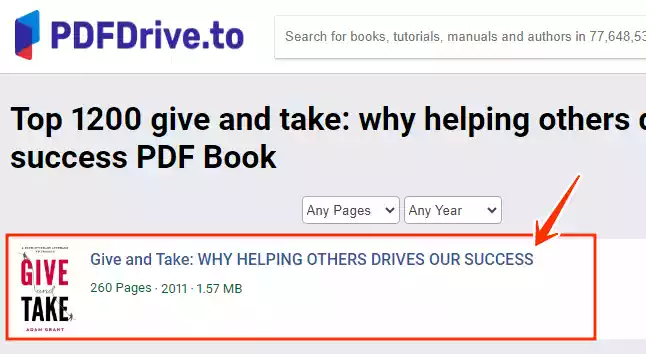 PDFDrive.to
Search for books, tutorials, manuals and authors in 77,648,53
Top 1200 give and take: why helping others
success PDF Book
Any Pages Any Year
GIVE
and
TAKE
ADAM GRANT
Give and Take: WHY HELPING OTHERS DRIVES OUR SUCCESS
260 Pages · 2011 · 1.57 MB